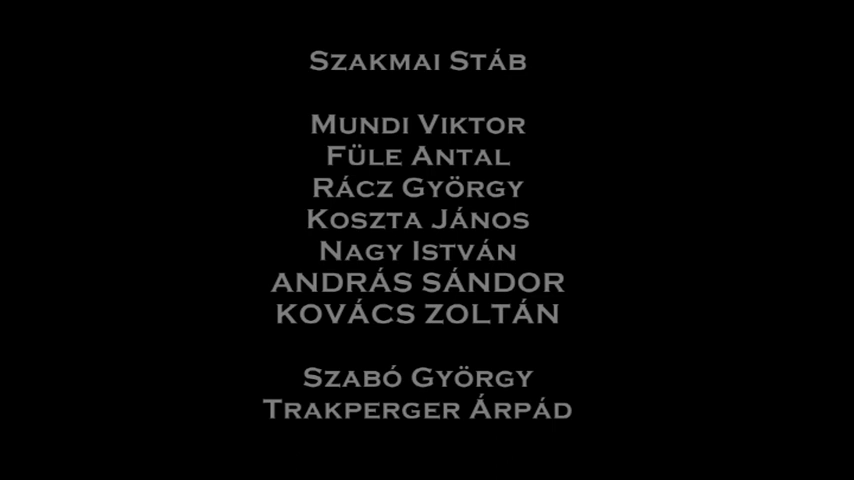 Szakmai Stáb
Mundi Viktor
Füle Antal
Rácz György
Koszta János
Nagy István
ANDRÁS SÁNDOR
KOVÁCS ZOLTÁN
Szabó György
Trakperger Árpád